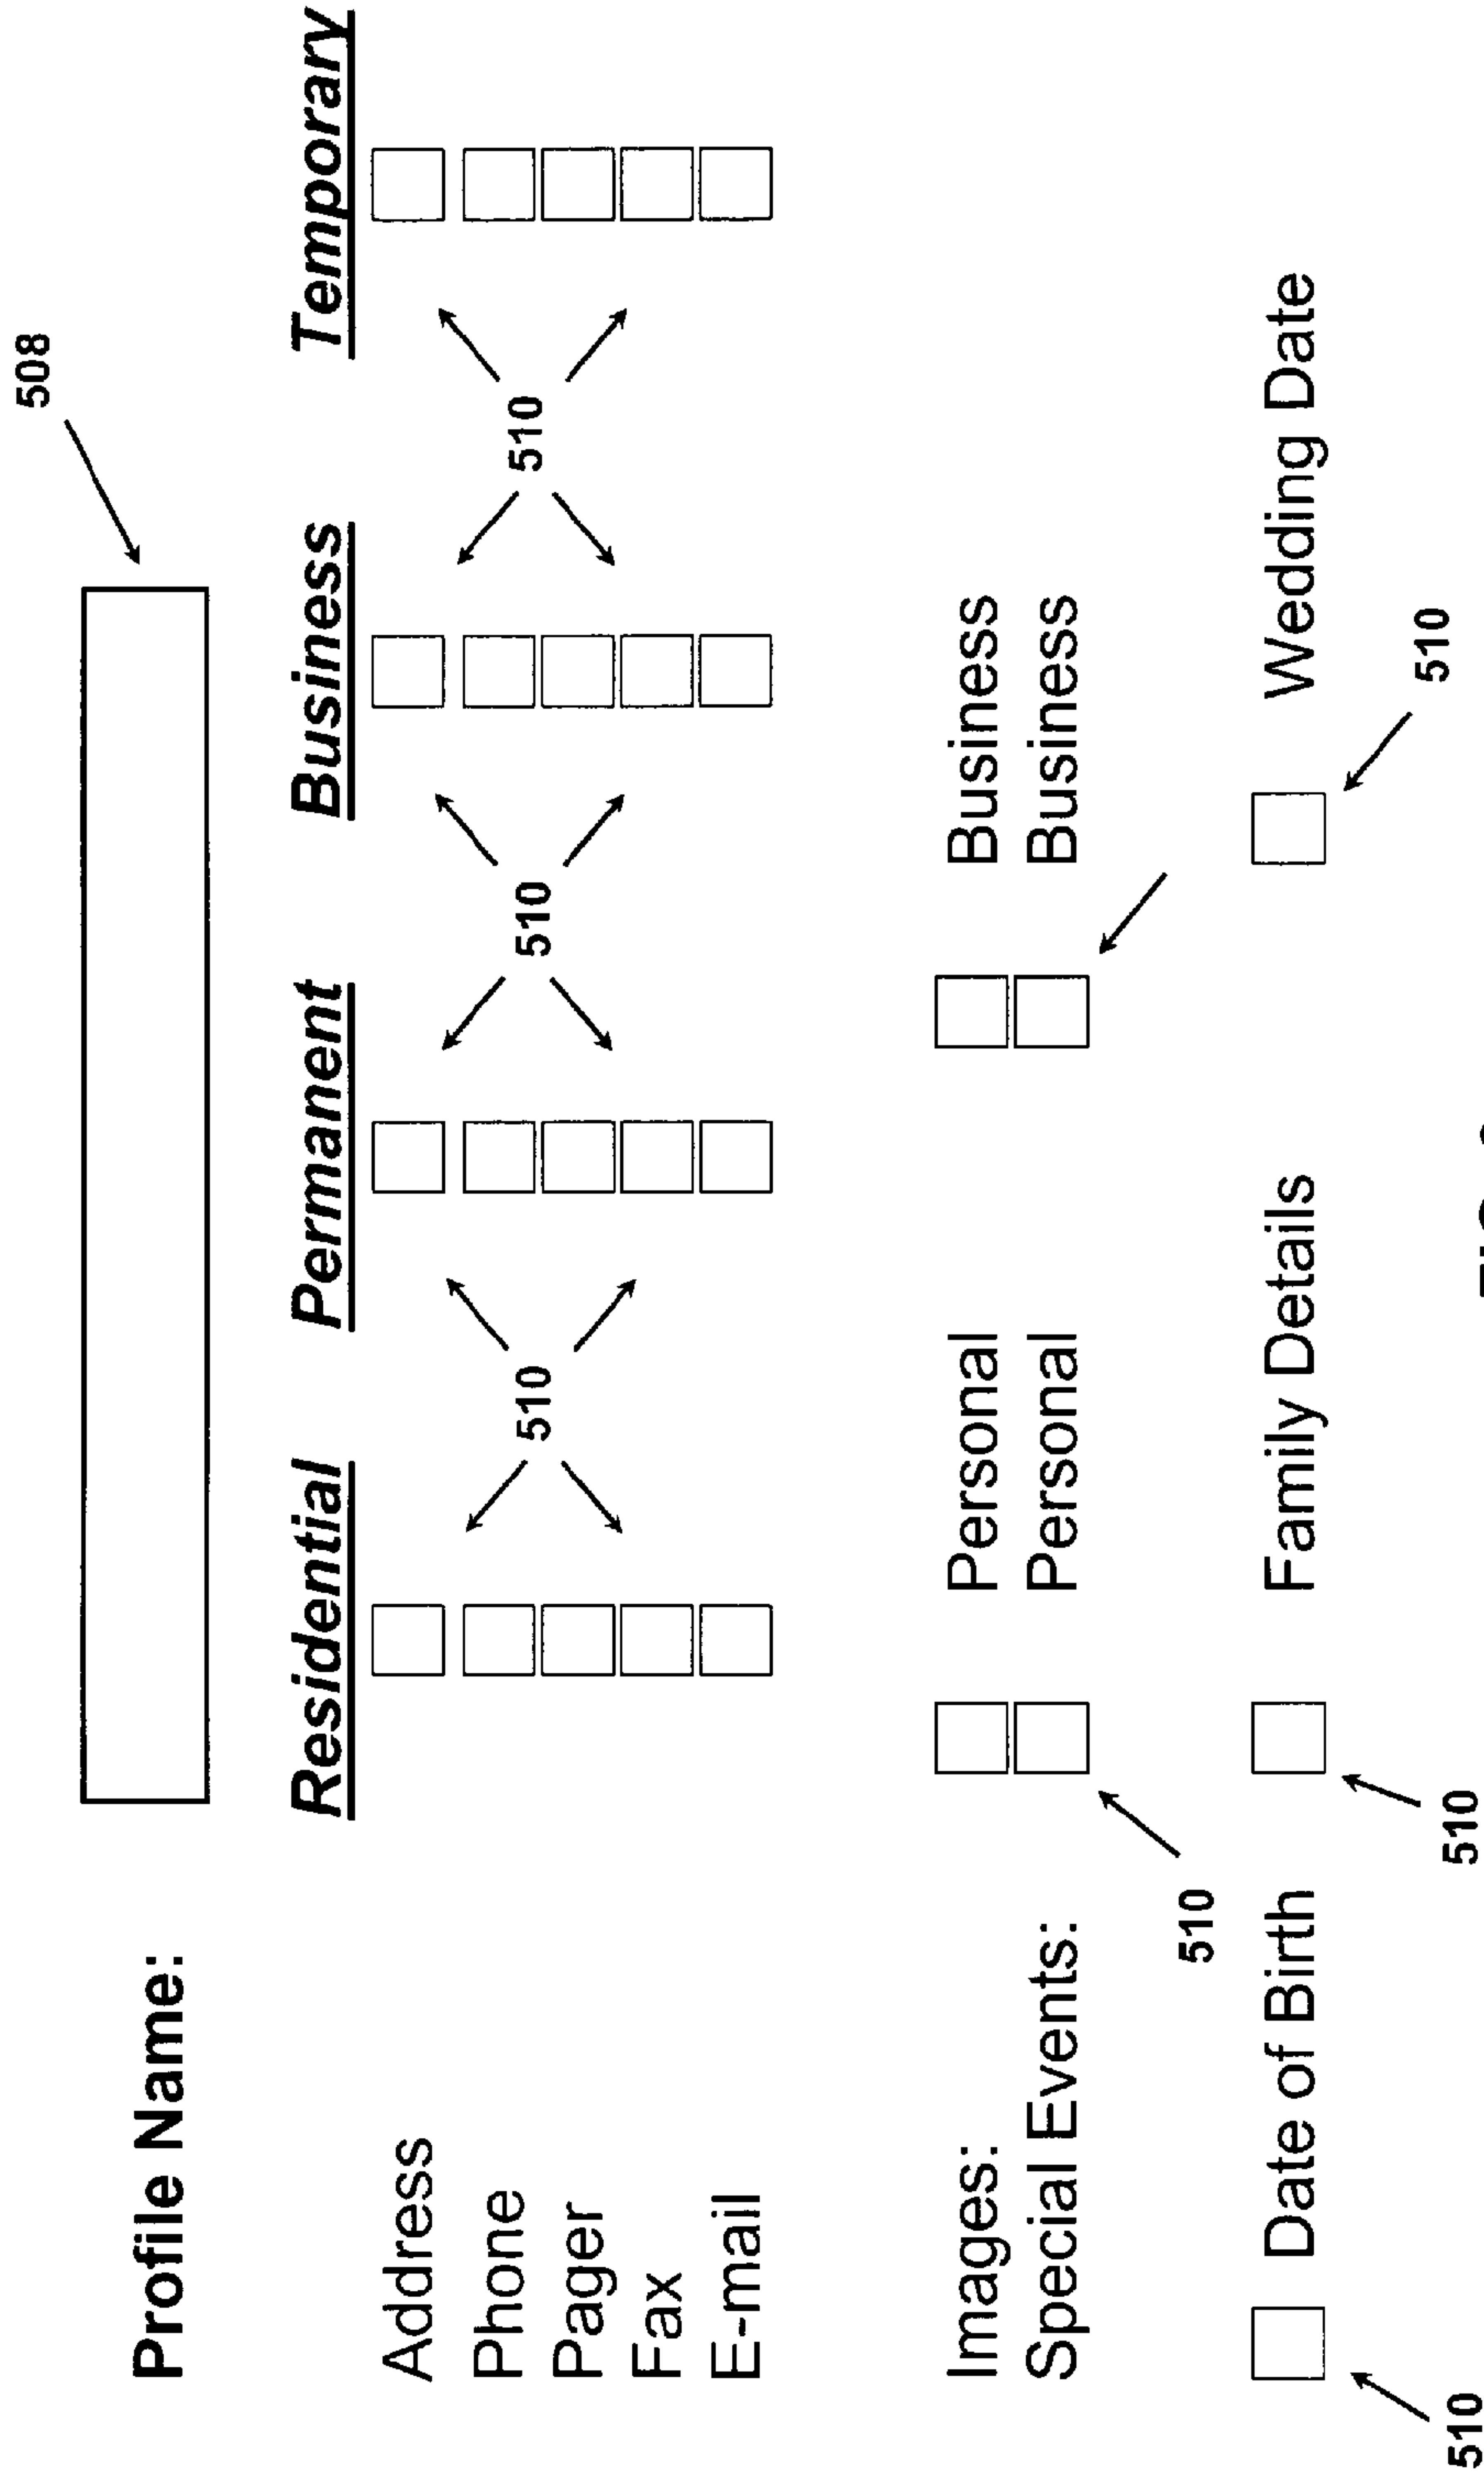 508
Profile Name:
Residential Permanent Business Temporary
Address
Phone
510 510 510
Pager
Fax
E-mail
Images: Personal Business
Special Events: Personal Business
510
Date of Birth Family Details Wedding Date
510 510 510